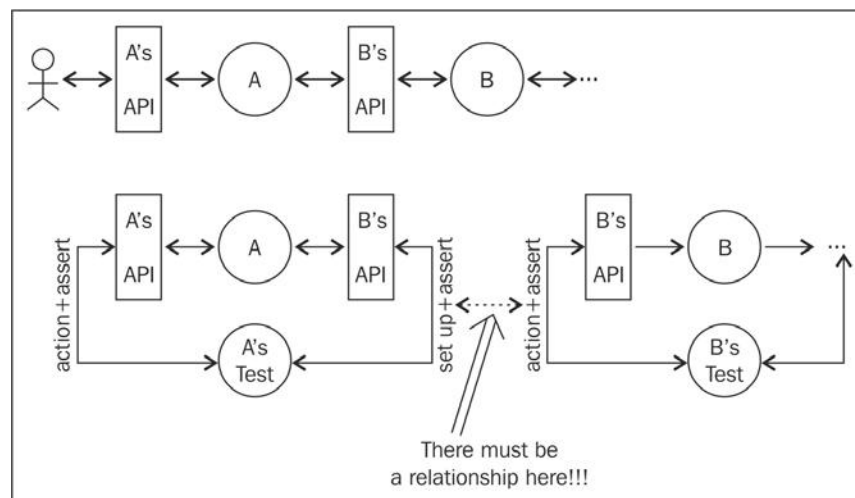 A's
API
A
B's
API
B
...
A's
API
A
B's
API
B's
API
B
...
action+assert
set up+assert
action+assert
A's
Test
B's
Test
There must be
a relationship here!!!